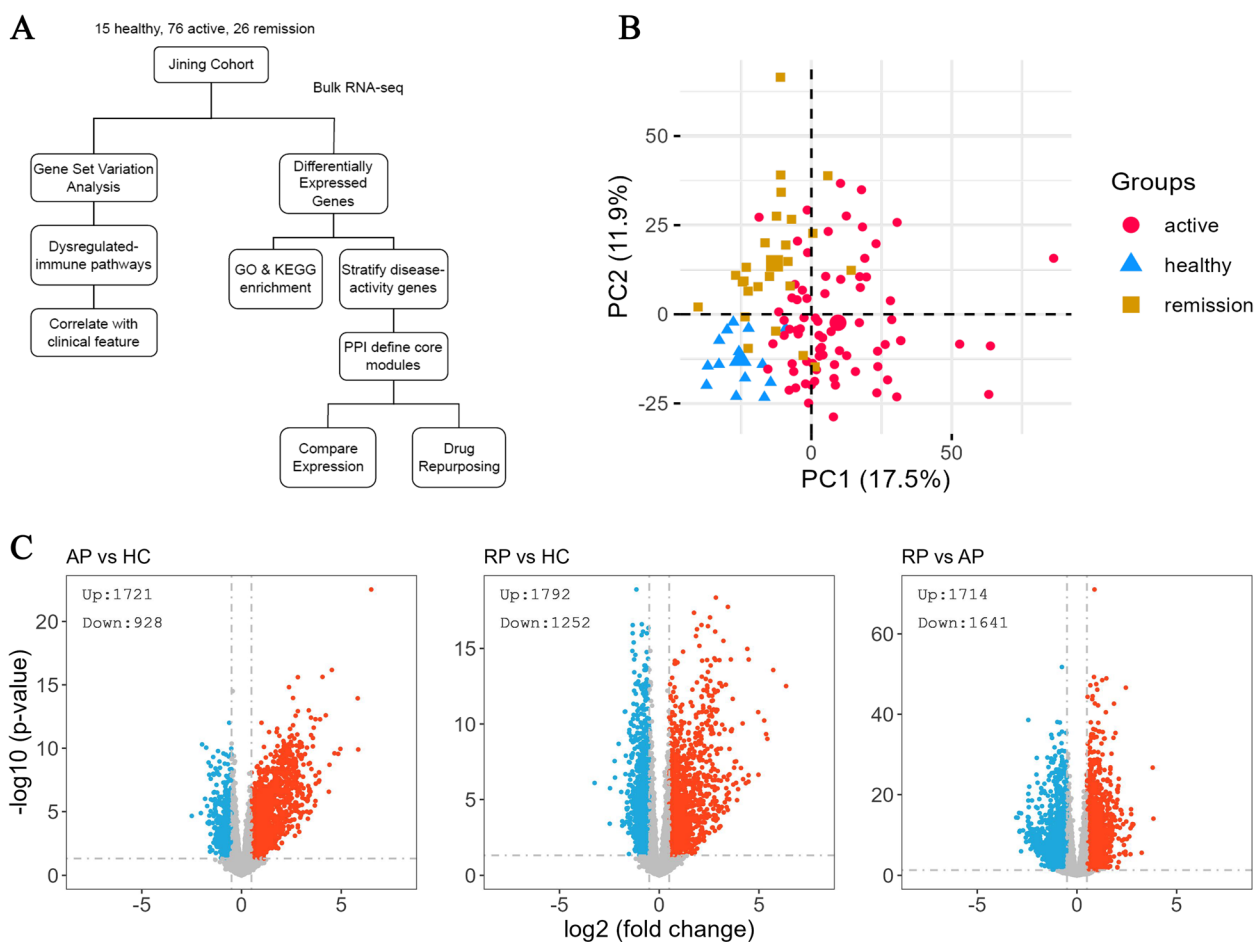 A
15 healthy, 76 active, 26 remission
Jining Cohort
Bulk RNA-seq
Gene Set Variation
Analysis
Differentially
Expressed
Genes
Dysregulated-
immune pathways
GO & KEGG
enrichment
Stratify disease-
activity genes
Correlate with
clinical feature
PPI define core
modules
Compare
Expression
Drug
Repurposing
B
PC2 (11.9%)
50
25
0
-25
0
50
PC1 (17.5%)
Groups
active
healthy
remission
C
-log10 (p-value)
AP vs HC
Up:1721
Down:928
20
15
10
5
0
-5
0
5
RP vs HC
Up:1792
Down:1252
15
10
5
0
-5
0
5
RP vs AP
Up:1714
Down:1641
60
40
20
0
-5
0
5
log2 (fold change)